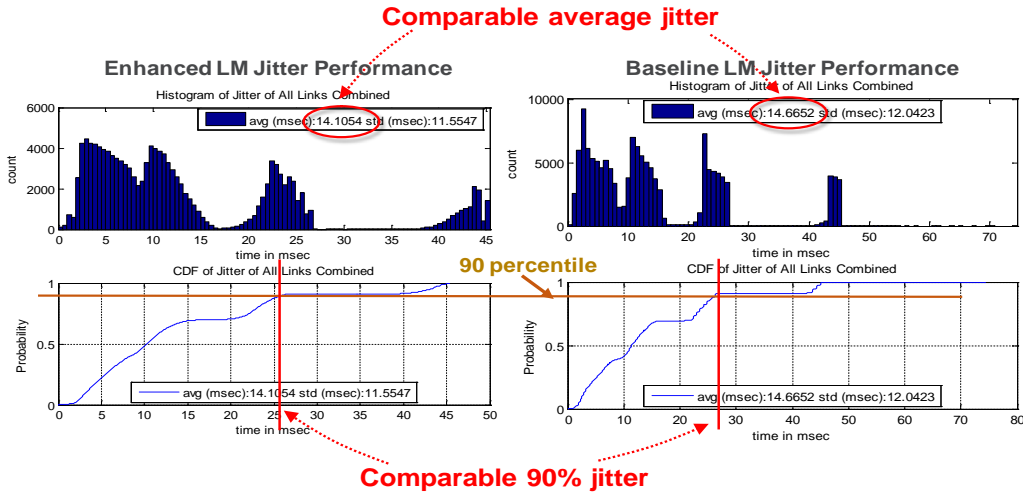 Comparable average jitter
Enhanced LM Jitter Performance
Histogram of Jitter of All Links Combined
avg (msec):14.1054 std (msec):11.5547
6000
4000
2000
0
count
0 5 10 15 20 25 30 35 40 45
time in msec
Baseline LM Jitter Performance
Histogram of Jitter of All Links Combined
avg (msec):14.6652 std (msec):12.0423
10000
5000
0
count
0 10 20 30 40 50 60 70
time in msec
90 percentile
CDF of Jitter of All Links Combined
1
0.5
0
Probability
avg (msec):14.1054 std (msec):11.5547
0 5 10 15 20 25 30 35 40 45 50
time in msec
CDF of Jitter of All Links Combined
1
0.5
0
Probability
avg (msec):14.6652 std (msec):12.0423
0 10 20 30 40 50 60 70 80
time in msec
Comparable 90% jitter